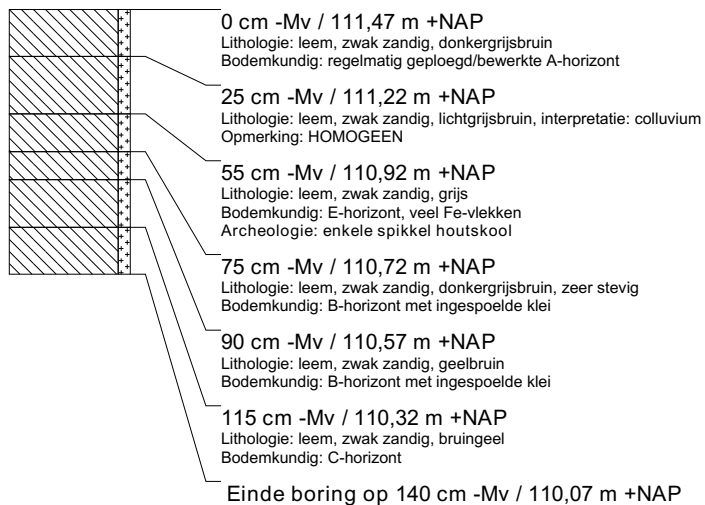 0 cm -Mv / 111,47 m +NAP
Lithologie: leem, zwak zandig, donkergrijsbruin
Bodemkundig: regelmatig geploegd/bewerkte A-horizont
25 cm -Mv / 111,22 m +NAP
Lithologie: leem, zwak zandig, lichtgrijsbruin, interpretatie: colluvium
Opmerking: HOMOGEEN
55 cm -Mv / 110,92 m +NAP
Lithologie: leem, zwak zandig, grijs
Bodemkundig: E-horizont, veel Fe-vlekken
Archeologie: enkele spikkel houtskool
75 cm -Mv / 110,72 m +NAP
Lithologie: leem, zwak zandig, donkergrijsbruin, zeer stevig
Bodemkundig: B-horizont met ingespoelde klei
90 cm -Mv / 110,57 m +NAP
Lithologie: leem, zwak zandig, geelbruin
Bodemkundig: B-horizont met ingespoelde klei
115 cm -Mv / 110,32 m +NAP
Lithologie: leem, zwak zandig, bruingeel
Bodemkundig: C-horizont
Einde boring op 140 cm -Mv / 110,07 m +NAP